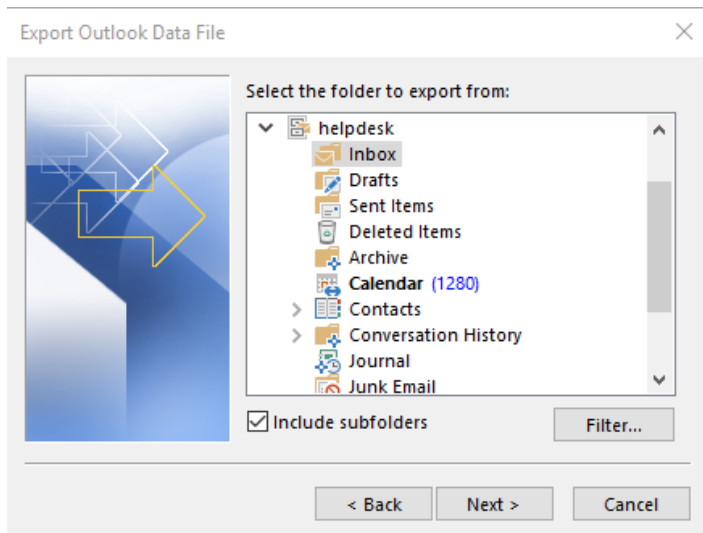 Export Outlook Data File
Select the folder to export from:
helpdesk
Inbox
Drafts
Sent Items
Deleted Items
Archive
Calendar (1280)
Contacts
Conversation History
Journal
Junk Email
Include subfolders
Filter...
< Back
Next >
Cancel